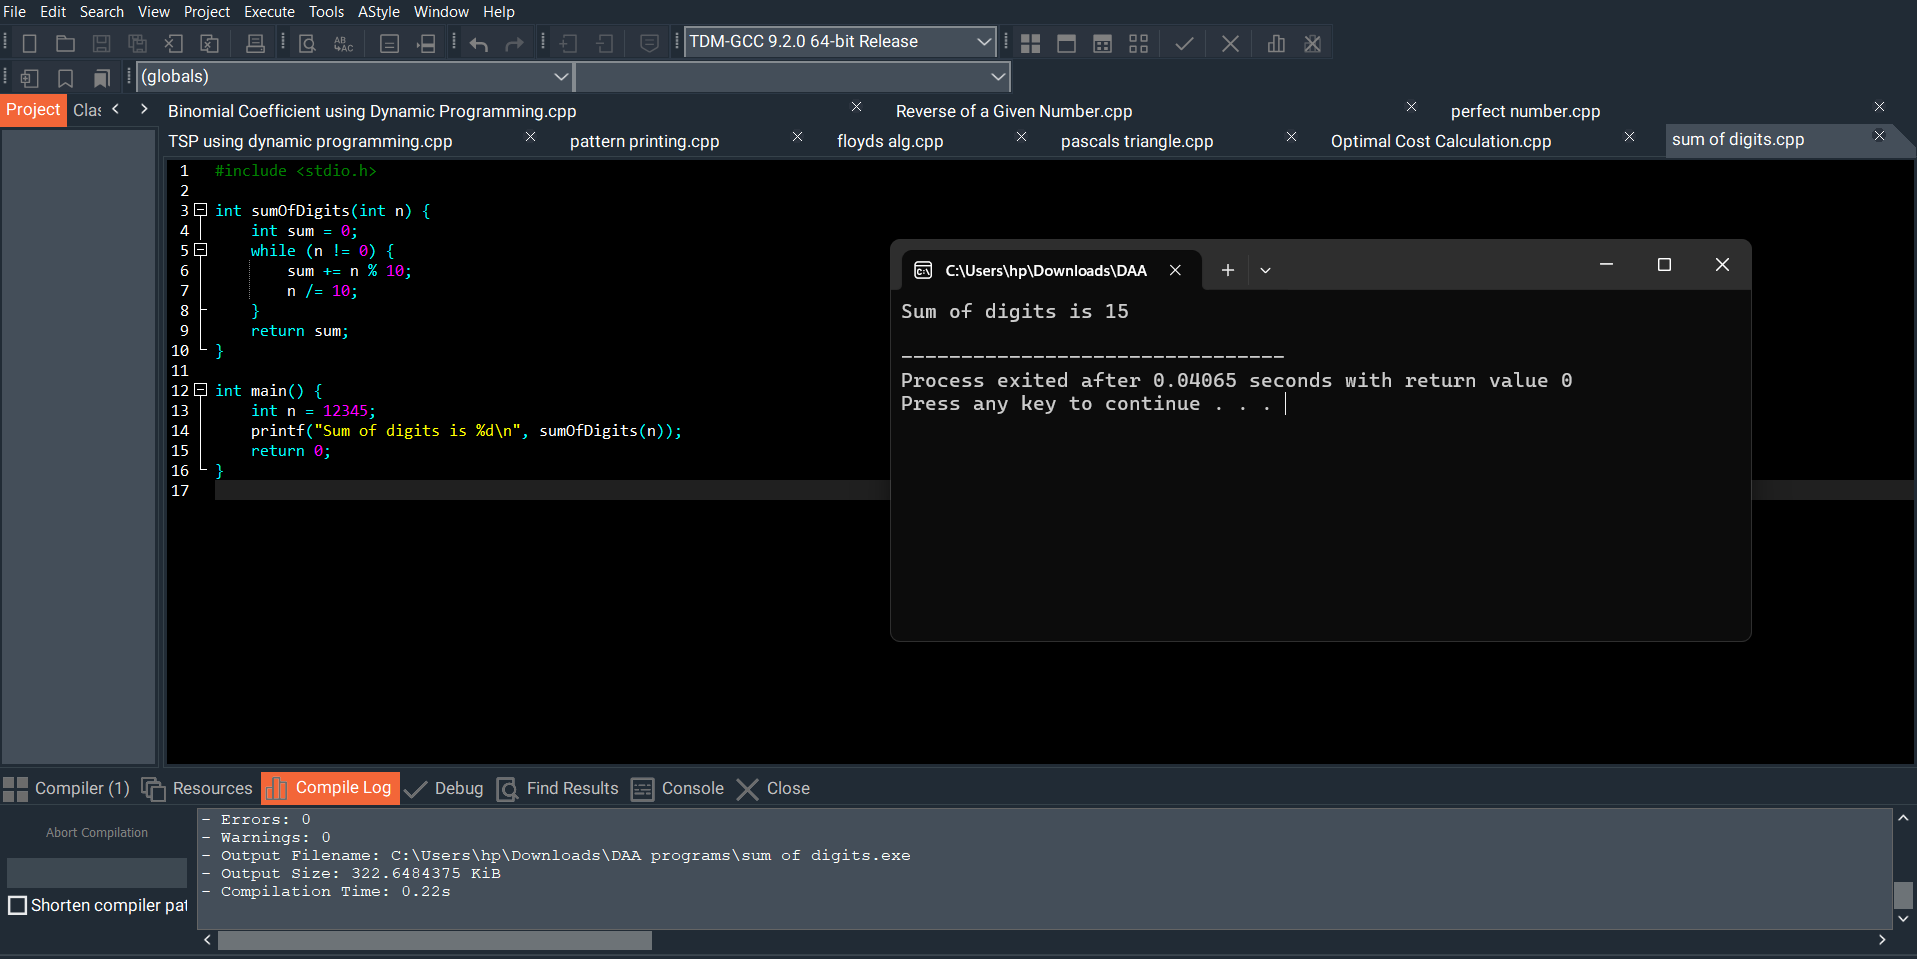 File Edit Search View Project Execute Tools AStyle Window Help
TDM-GCC 9.2.0 64-bit Release
(globals)
Project Clas
Binomial Coefficient using Dynamic Programming.cpp Reverse of a Given Number.cpp perfect number.cpp
TSP using dynamic programming.cpp pattern printing.cpp floyds alg.cpp pascals triangle.cpp Optimal Cost Calculation.cpp sum of digits.cpp
1 #include <stdio.h>
2
3 int sumOfDigits(int n) {
4 int sum = 0;
5 while (n != 0) {
6 sum += n % 10;
7 n /= 10;
8 }
9 return sum;
10 }
11
12 int main() {
13 int n = 12345;
14 printf("Sum of digits is %d\n", sumOfDigits(n));
15 return 0;
16 }
17
C:\Users\hp\Downloads\DAA
Sum of digits is 15
--------------------------------
Process exited after 0.04065 seconds with return value 0
Press any key to continue . . .
Compiler (1) Resources Compile Log Debug Find Results Console Close
Abort Compilation
Shorten compiler pat
- Errors: 0
- Warnings: 0
- Output Filename: C:\Users\hp\Downloads\DAA programs\sum of digits.exe
- Output Size: 322.6484375 KiB
- Compilation Time: 0.22s